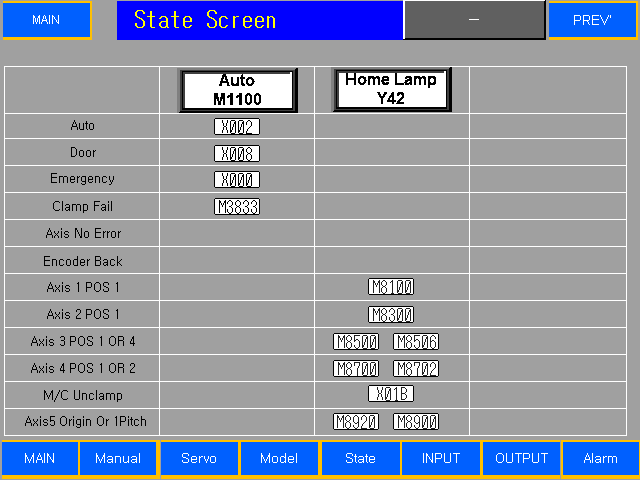 MAIN State Screen – PREV'
Auto Home Lamp
M1100 Y42
Auto X002
Door X008
Emergency X000
Clamp Fail M3833
Axis No Error
Encoder Back
Axis 1 POS 1 M8100
Axis 2 POS 1 M8300
Axis 3 POS 1 OR 4 M8500 M8506
Axis 4 POS 1 OR 2 M8700 M8702
M/C Unclamp X01B
Axis5 Origin Or 1Pitch M8920 M8900
MAIN Manual Servo Model State INPUT OUTPUT Alarm